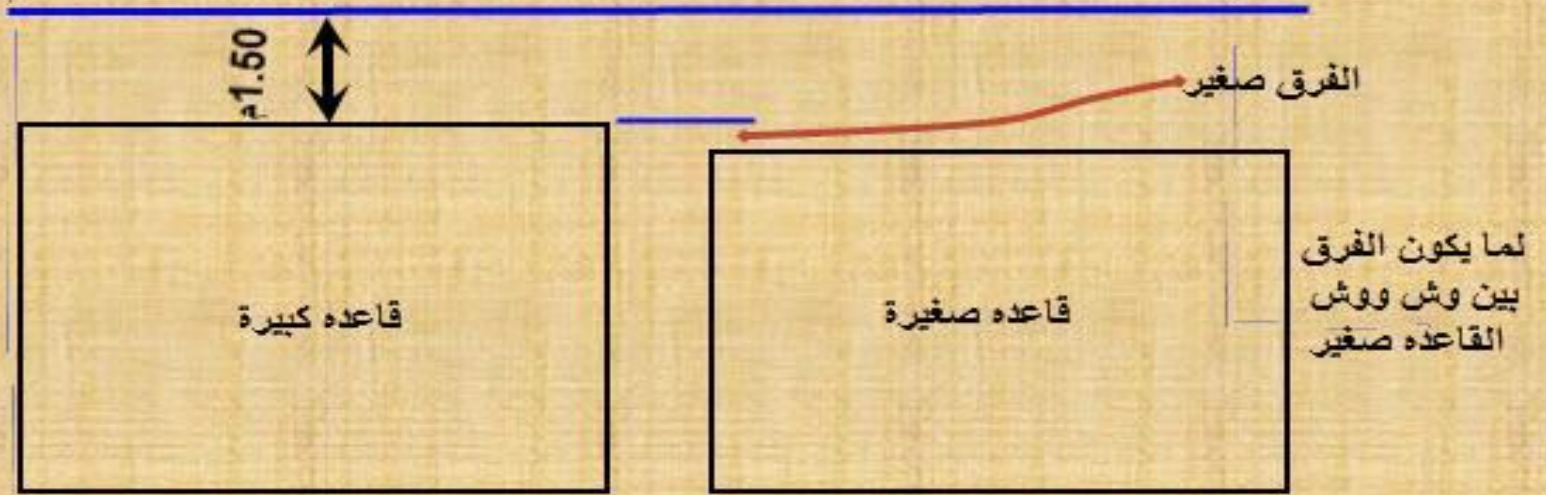 1.50م
الفرق صغير
قاعده كبيرة
قاعده صغيرة
لما يكون الفرق
بين وش ووش
القاعده صغير